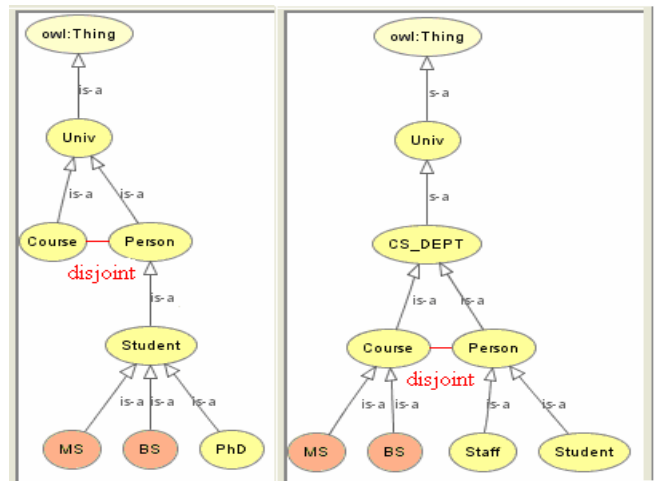 owl:Thing
is-a
Univ
is-a
is-a
Course
Person
disjoint
is-a
Student
is-a
is-a
is-a
MS
BS
PhD
owl:Thing
s-a
Univ
s-a
CS_DEPT
is-a
is-a
Course
Person
disjoint
is-a
is-a
is-a
is-a
MS
BS
Staff
Student